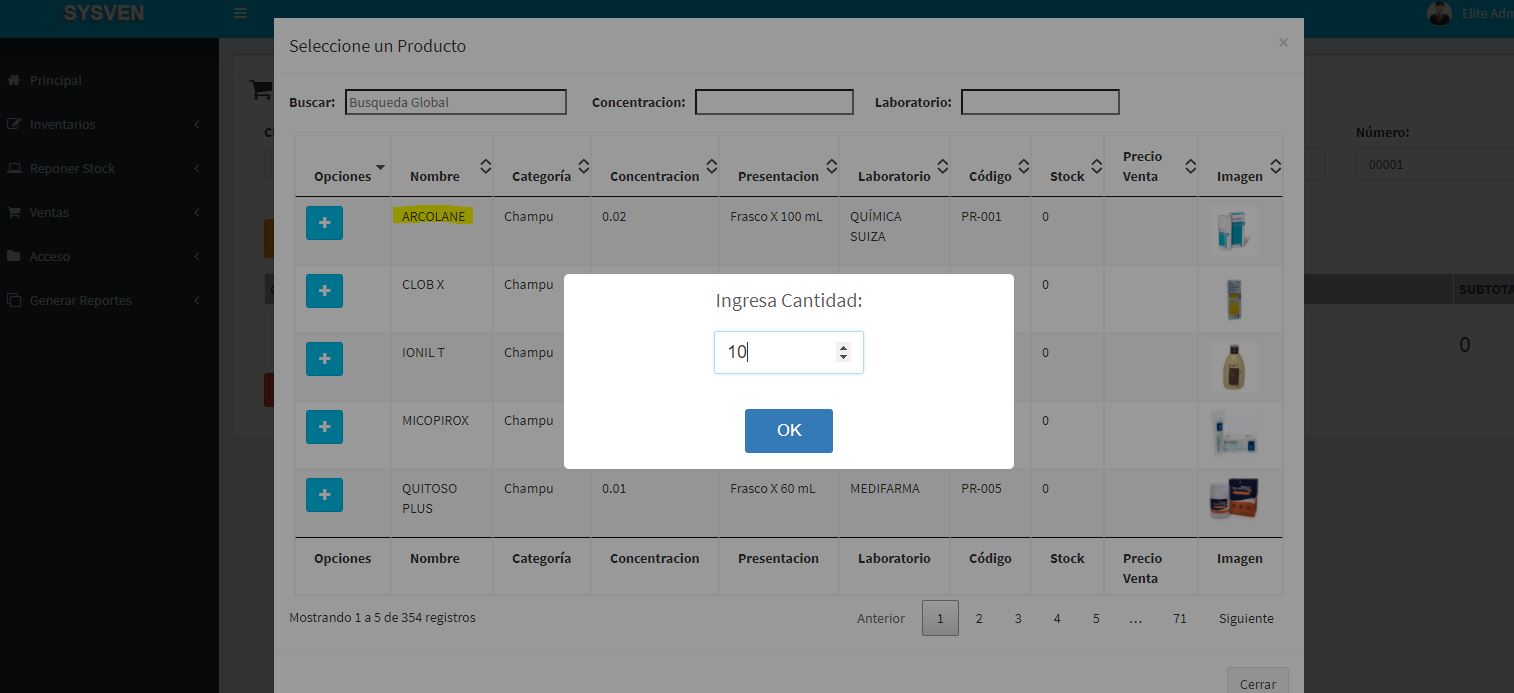 SYSVEN
Elite Adm
Seleccione un Producto
×
Principal
Inventarios
Reponer Stock
Ventas
Acceso
Generar Reportes
Buscar: Busqueda Global Concentracion: Laboratorio:
Número:
00001
Opciones Nombre Categoría Concentracion Presentacion Laboratorio Código Stock Precio Venta Imagen
+ ARCOLANE Champu 0.02 Frasco X 100 mL QUÍMICA SUIZA PR-001 0
+ CLOB X Champu 0
+ IONIL T Champu 0
+ MICOPIROX Champu 0
+ QUITOSO PLUS Champu 0.01 Frasco X 60 mL MEDIFARMA PR-005 0
Ingresa Cantidad:
10
OK
SUBTOTA
0
Opciones Nombre Categoría Concentracion Presentacion Laboratorio Código Stock Precio Venta Imagen
Mostrando 1 a 5 de 354 registros
Anterior 1 2 3 4 5 ... 71 Siguiente
Cerrar